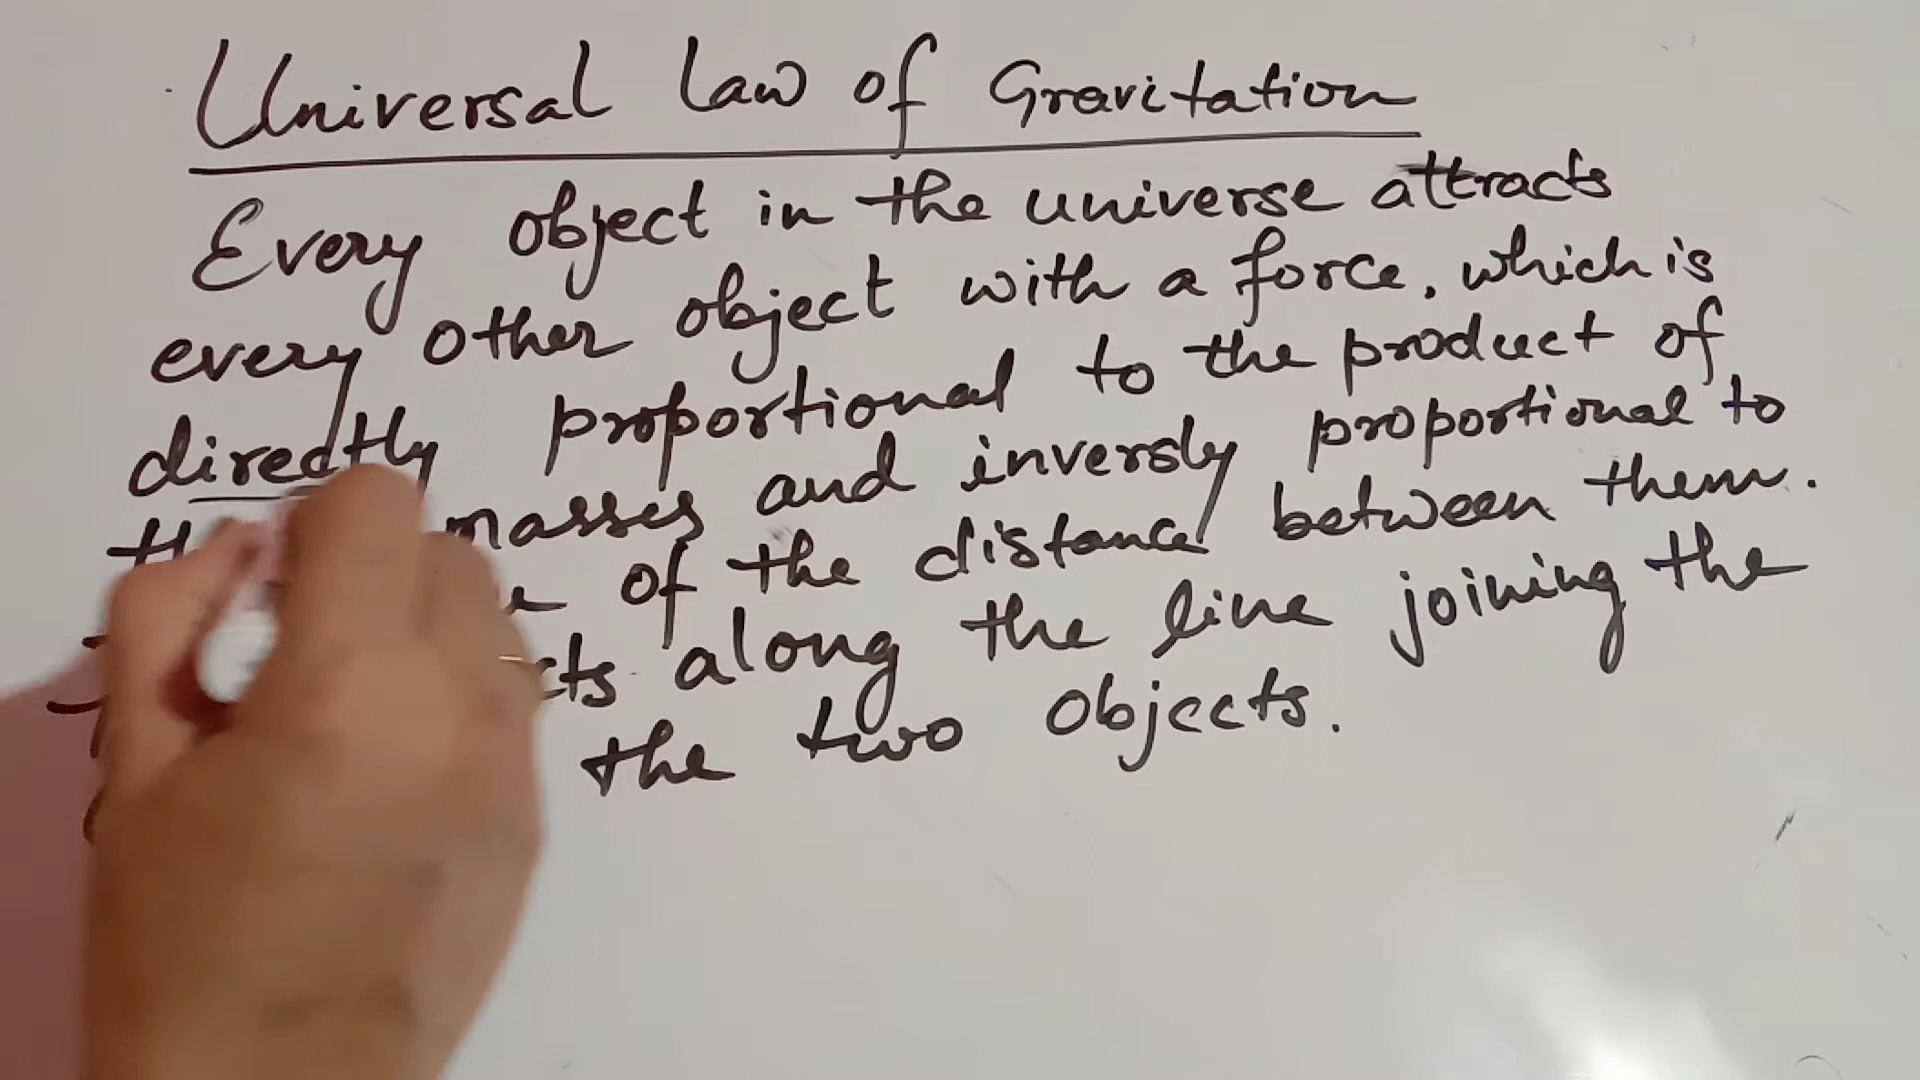 Universal Law of Gravitation
Every object in the universe attracts
every other object with a force, which is
directly proportional to the product of
masses and inversly proportional to
of the distance between them.
along the line joining the
the two objects.